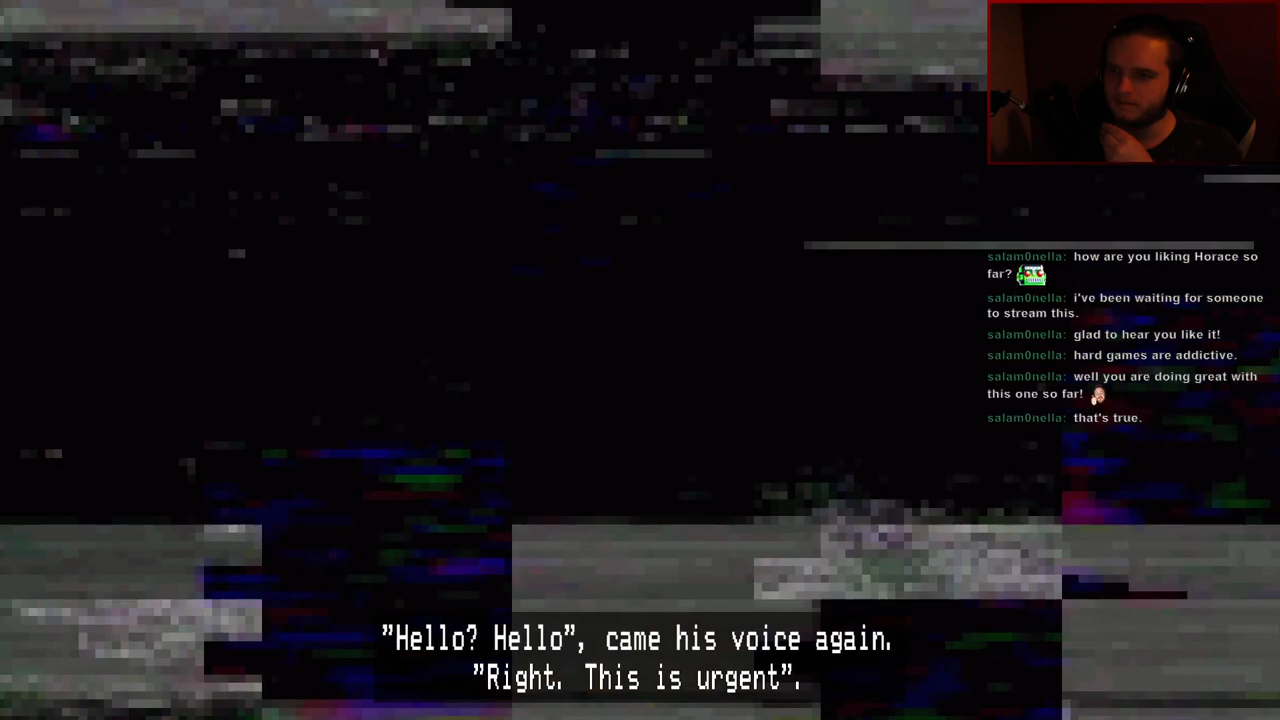 salam0nella: how are you liking Horace so
far?
salam0nella: i've been waiting for someone
to stream this.
salam0nella: glad to hear you like it!
salam0nella: hard games are addictive.
salam0nella: well you are doing great with
this one so far!
salam0nella: that's true.
"Hello? Hello", came his voice again.
"Right. This is urgent".